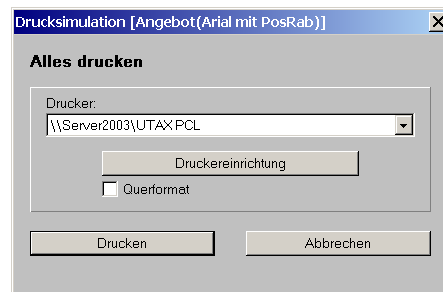 Drucksimulation [Angebot(Arial mit PosRab)]
Alles drucken
Drucker:
\\Server2003\UTAX PCL
Druckereinrichtung
Querformat
Drucken
Abbrechen